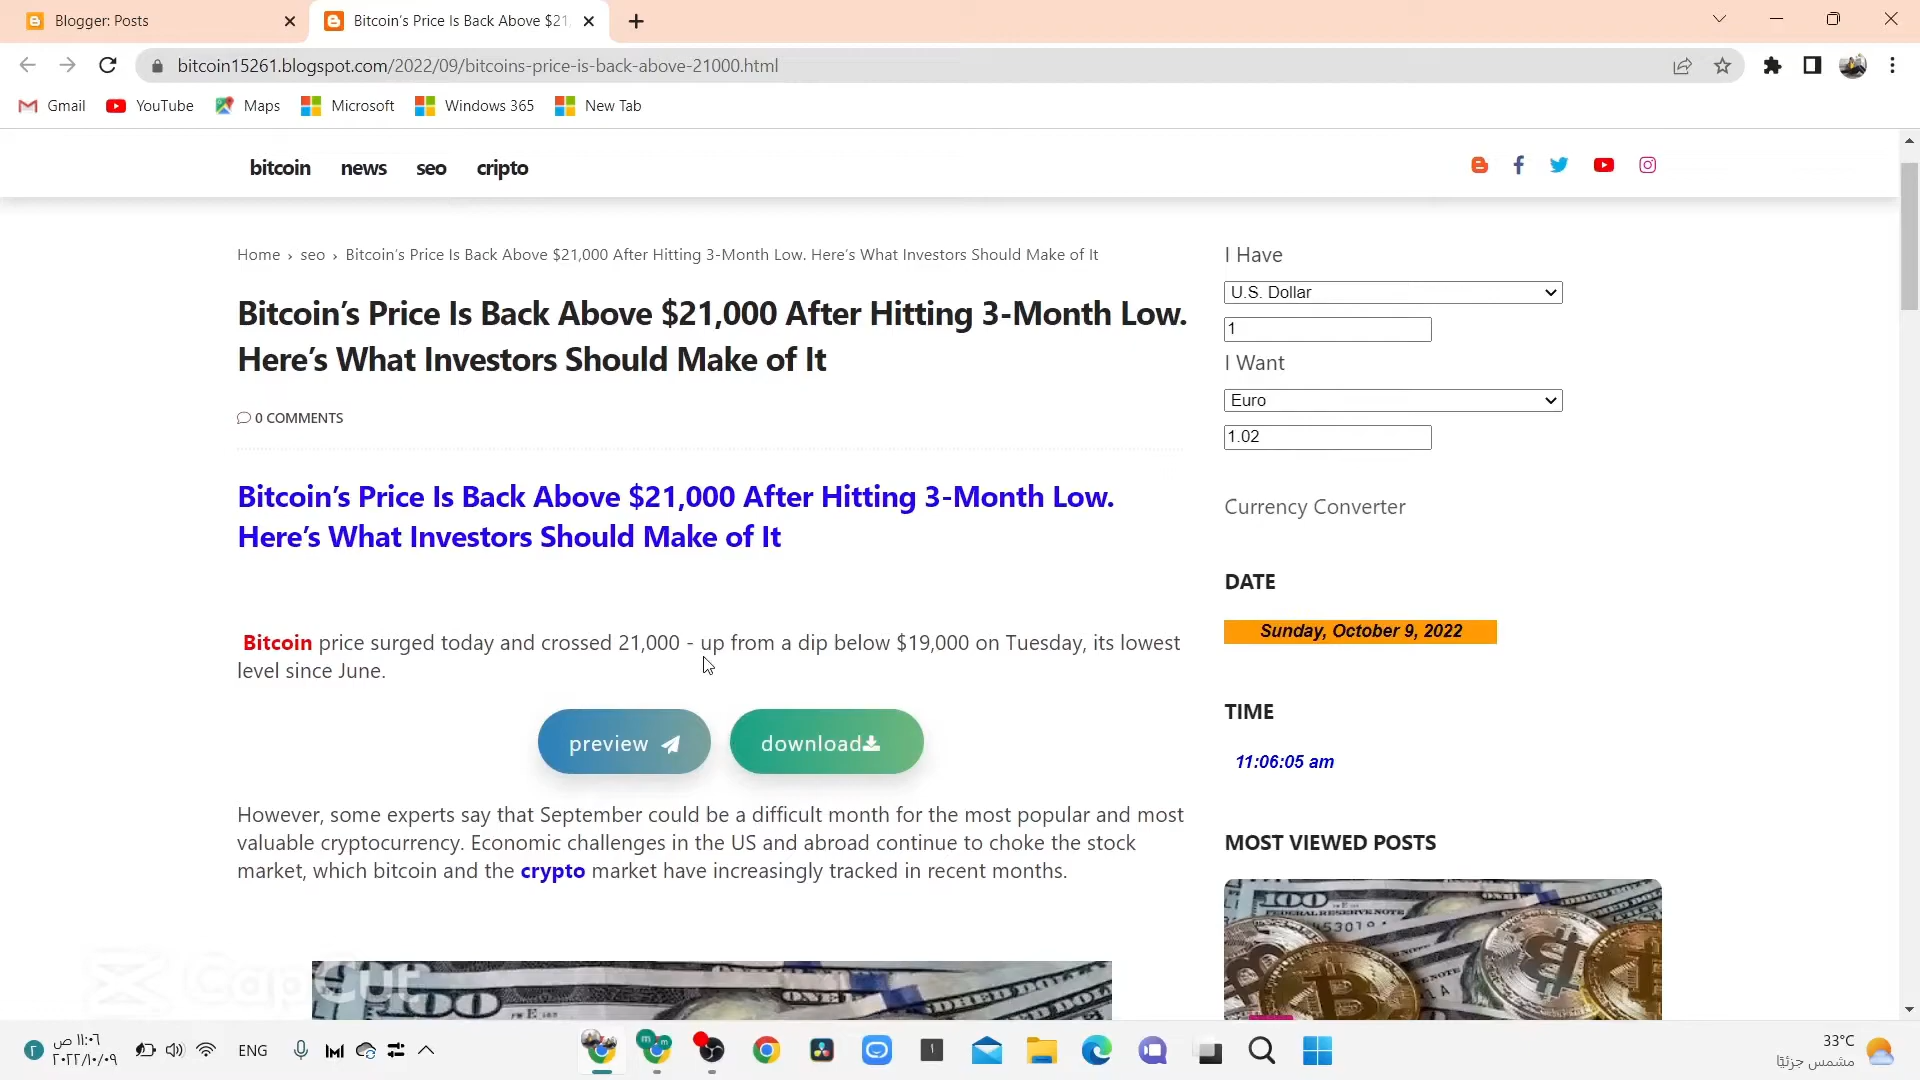 Blogger: Posts
Bitcoin's Price Is Back Above $21,
bitcoin15261.blogspot.com/2022/09/bitcoins-price-is-back-above-21000.html
Gmail YouTube Maps Microsoft Windows 365 New Tab
bitcoin news seo cripto
Home › seo › Bitcoin’s Price Is Back Above $21,000 After Hitting 3-Month Low. Here’s What Investors Should Make of It
Bitcoin’s Price Is Back Above $21,000 After Hitting 3-Month Low.
Here’s What Investors Should Make of It
0 COMMENTS
Bitcoin’s Price Is Back Above $21,000 After Hitting 3-Month Low.
Here’s What Investors Should Make of It
Bitcoin price surged today and crossed 21,000 - up from a dip below $19,000 on Tuesday, its lowest
level since June.
preview
download
However, some experts say that September could be a difficult month for the most popular and most
valuable cryptocurrency. Economic challenges in the US and abroad continue to choke the stock
market, which bitcoin and the crypto market have increasingly tracked in recent months.
I Have
U.S. Dollar
1
I Want
Euro
1.02
Currency Converter
DATE
Sunday, October 9, 2022
TIME
11:06:05 am
MOST VIEWED POSTS
100
FEDERAL RESERVE NOTE
CapCut
٢
١١:٠٦ ص
٢٠٢٢/١٠/٠٩
ENG
33°C
مشمس جزئيًا